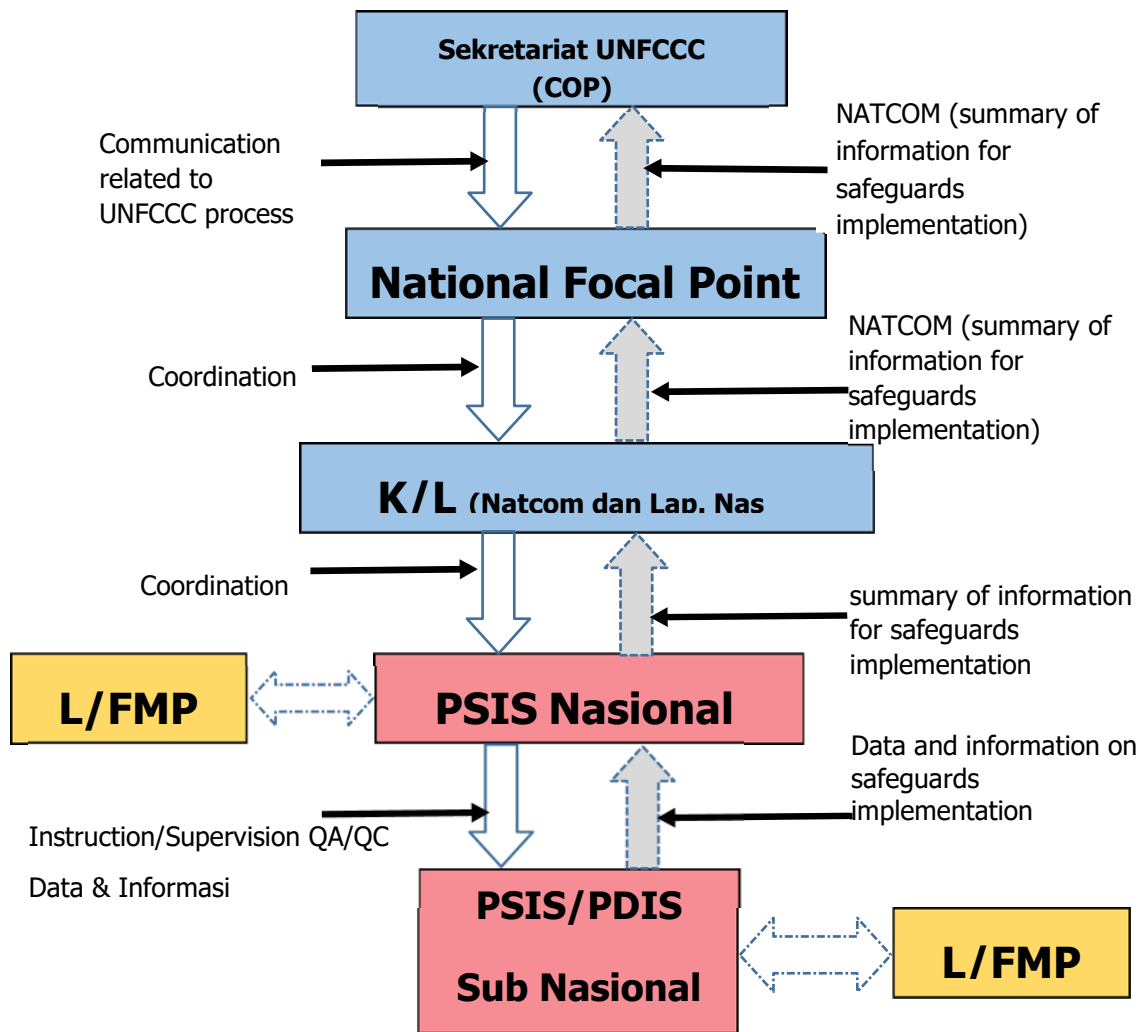 Sekretariat UNFCCC
(COP)
Communication
related to
UNFCCC process
NATCOM (summary of
information for
safeguards
implementation)
National Focal Point
Coordination
NATCOM (summary of
information for
safeguards
implementation)
K/L (Natcom dan Lap. Nas
Coordination
summary of information
for safeguards
implementation
L/FMP
PSIS Nasional
Data and information on
safeguards
implementation
Instruction/Supervision QA/QC
Data & Informasi
PSIS/PDIS
Sub Nasional
L/FMP